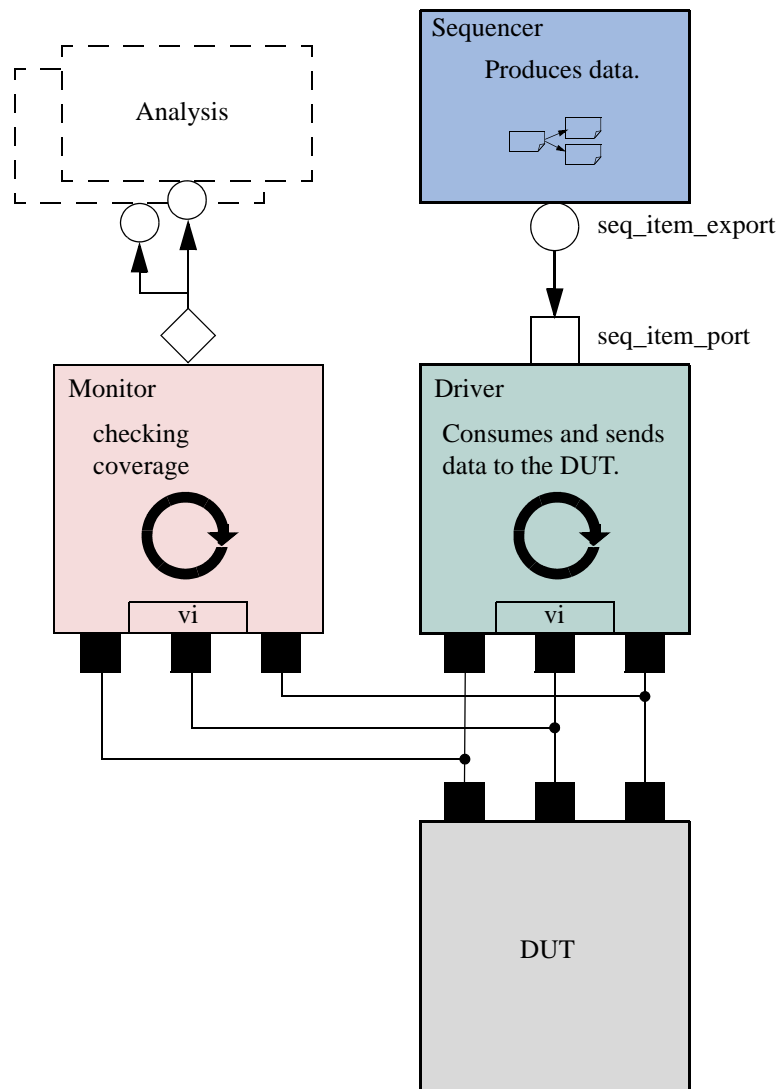 Sequencer
Produces data.
Analysis
seq_item_export
seq_item_port
Monitor
checking
coverage
vi
Driver
Consumes and sends
data to the DUT.
vi
DUT